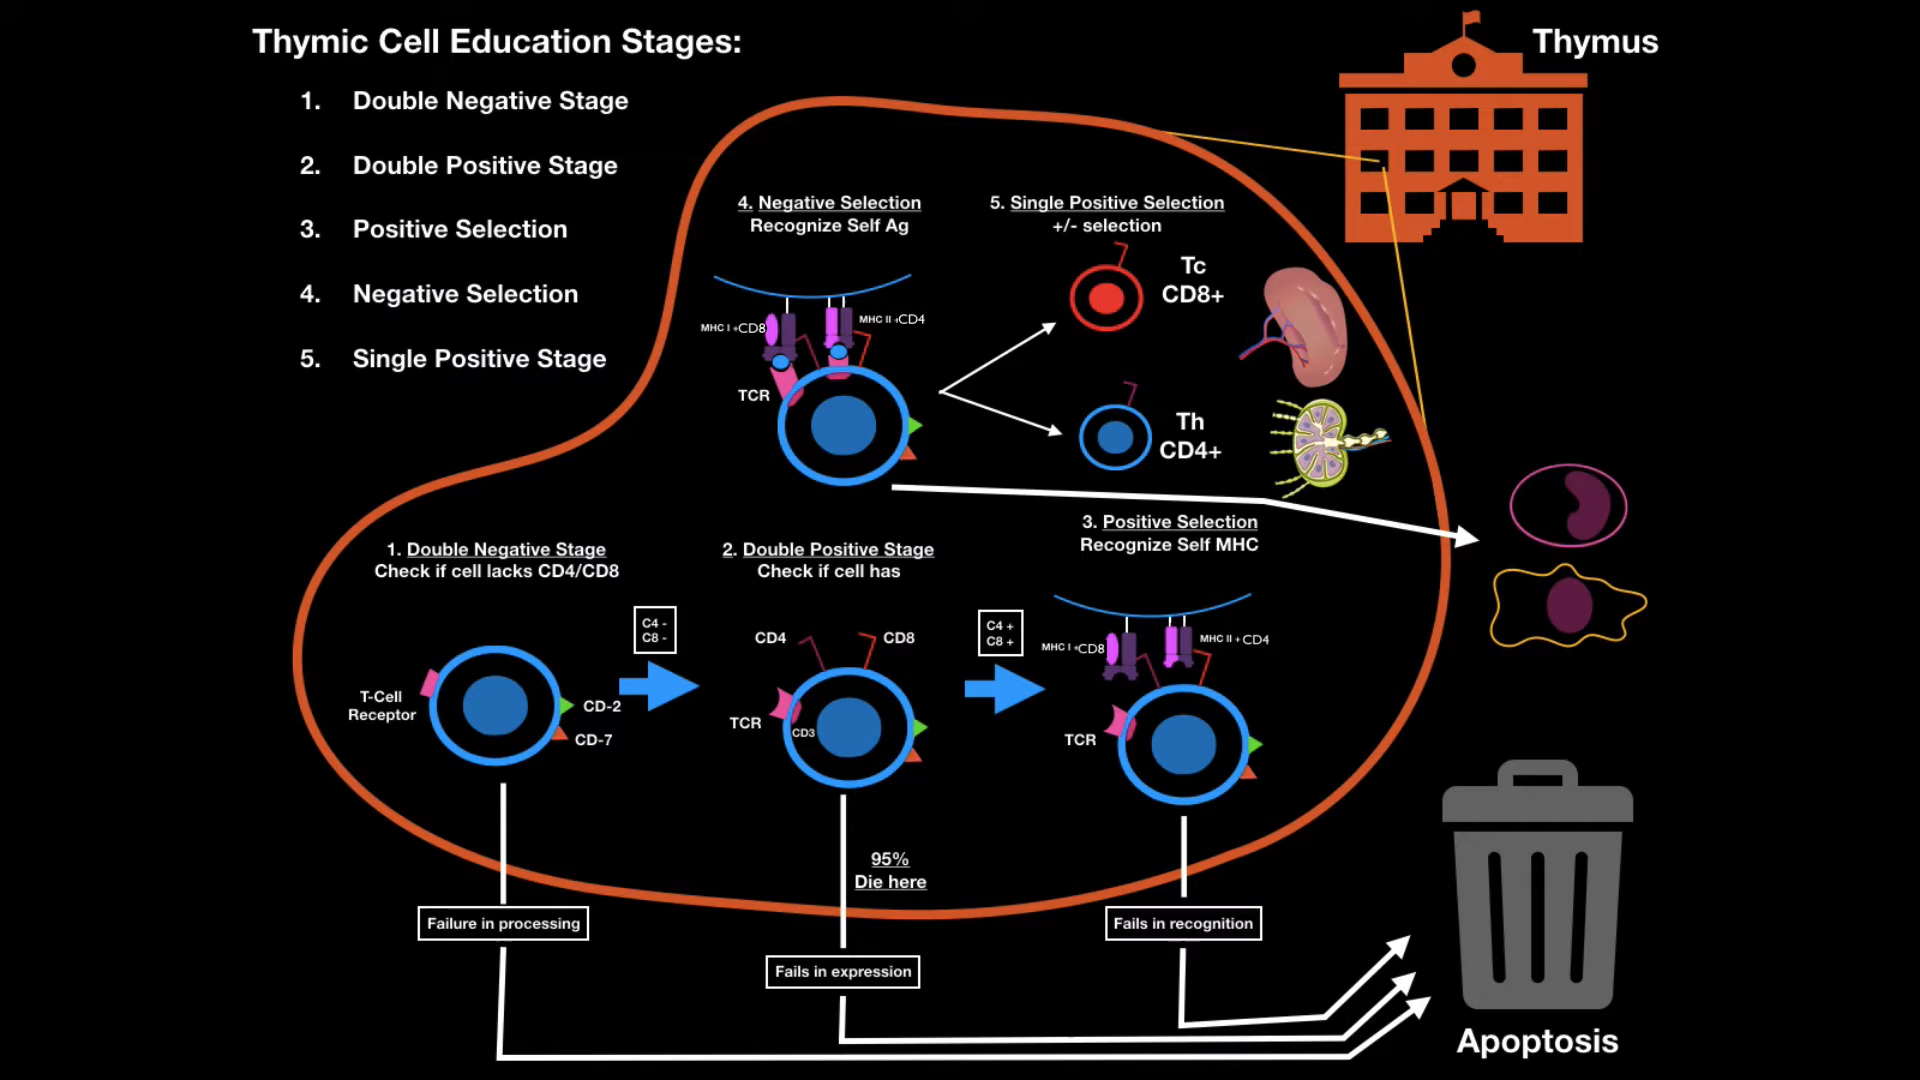 Thymic Cell Education Stages:
1. Double Negative Stage
2. Double Positive Stage
3. Positive Selection
4. Negative Selection
5. Single Positive Stage
Thymus
4. Negative Selection
Recognize Self Ag
MHC I +CD8
MHC II +CD4
TCR
5. Single Positive Selection
+/- selection
Tc
CD8+
Th
CD4+
1. Double Negative Stage
Check if cell lacks CD4/CD8
T-Cell
Receptor
CD-2
CD-7
C4 -
C8 -
2. Double Positive Stage
Check if cell has
CD4
CD8
TCR
CD3
C4 +
C8 +
3. Positive Selection
Recognize Self MHC
MHC I +CD8
MHC II +CD4
TCR
95%
Die here
Failure in processing
Fails in expression
Fails in recognition
Apoptosis